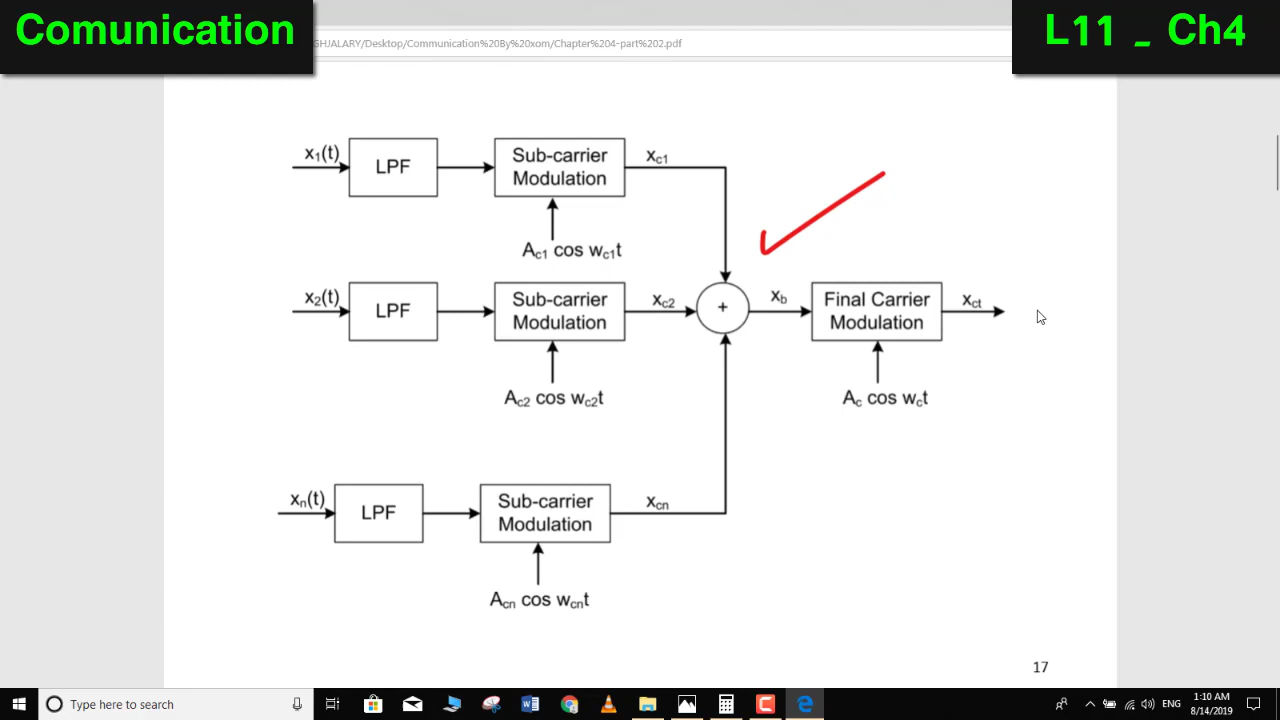 Comunication
L11 _ Ch4
GHJALARY/Desktop/Communication%20By%20xom/Chapter%204-part%202.pdf
x1(t)
LPF
Sub-carrier
Modulation
xc1
Ac1 cos wc1t
x2(t)
LPF
Sub-carrier
Modulation
xc2
+
xb
Final Carrier
Modulation
xct
Ac2 cos wc2t
Ac cos wct
xn(t)
LPF
Sub-carrier
Modulation
xcn
Acn cos wcnt
17
Type here to search
ENG
1:10 AM
8/14/2019